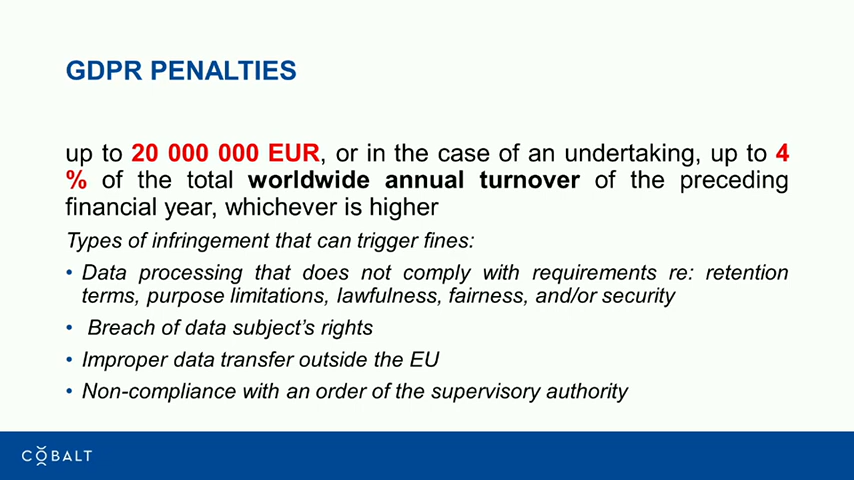 GDPR PENALTIES
up to 20 000 000 EUR, or in the case of an undertaking, up to 4
% of the total worldwide annual turnover of the preceding
financial year, whichever is higher
Types of infringement that can trigger fines:
• Data processing that does not comply with requirements re: retention
terms, purpose limitations, lawfulness, fairness, and/or security
• Breach of data subject’s rights
• Improper data transfer outside the EU
• Non-compliance with an order of the supervisory authority
COBALT